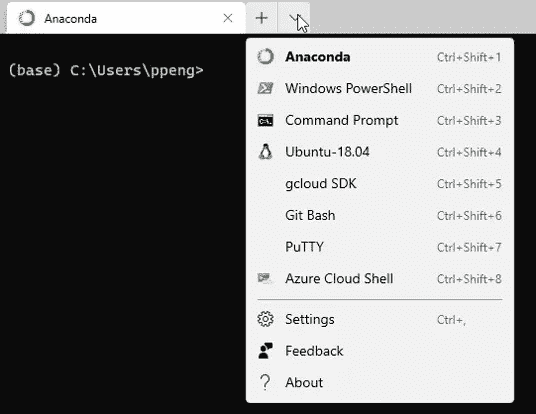 Anaconda
(base) C:\Users\ppeng>
Anaconda Ctrl+Shift+1
Windows PowerShell Ctrl+Shift+2
Command Prompt Ctrl+Shift+3
Ubuntu-18.04 Ctrl+Shift+4
gcloud SDK Ctrl+Shift+5
Git Bash Ctrl+Shift+6
PuTTY Ctrl+Shift+7
Azure Cloud Shell Ctrl+Shift+8
Settings Ctrl+,
Feedback
About